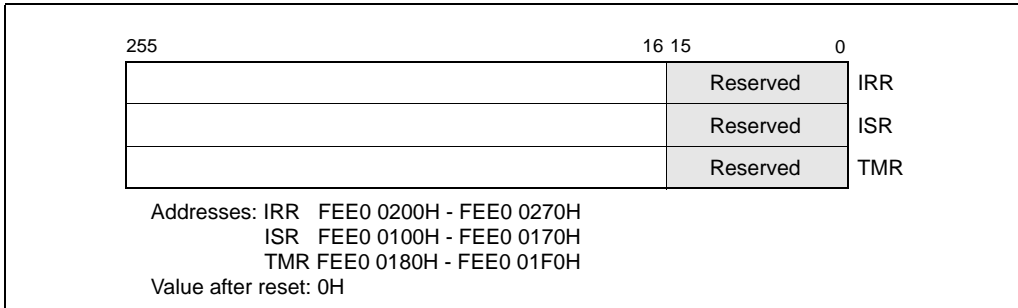 255 16 15 0
Reserved IRR
Reserved ISR
Reserved TMR
Addresses: IRR FEE0 0200H - FEE0 0270H
ISR FEE0 0100H - FEE0 0170H
TMR FEE0 0180H - FEE0 01F0H
Value after reset: 0H